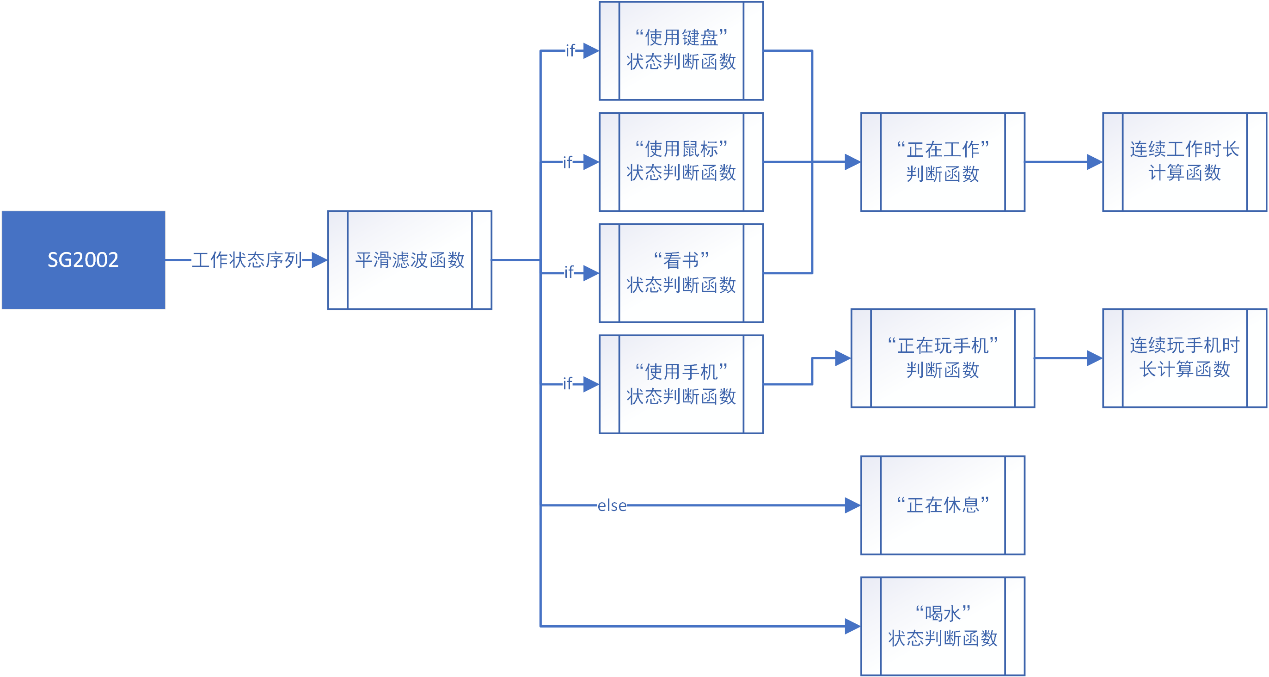 SG2002
工作状态序列
平滑滤波函数
if
“使用键盘”
状态判断函数
if
“使用鼠标”
状态判断函数
if
“看书”
状态判断函数
if
“使用手机”
状态判断函数
else
“正在工作”
判断函数
连续工作时长
计算函数
“正在玩手机”
判断函数
连续玩手机时
长计算函数
“正在休息”
“喝水”
状态判断函数